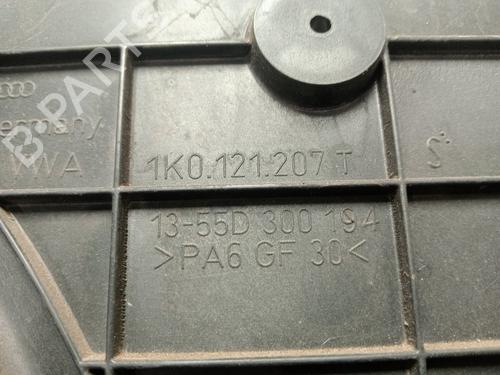 B-PARTS
Germany
VWA
1K0.121.207 T
S
13-55D 300 194
>PA6 GF 30<